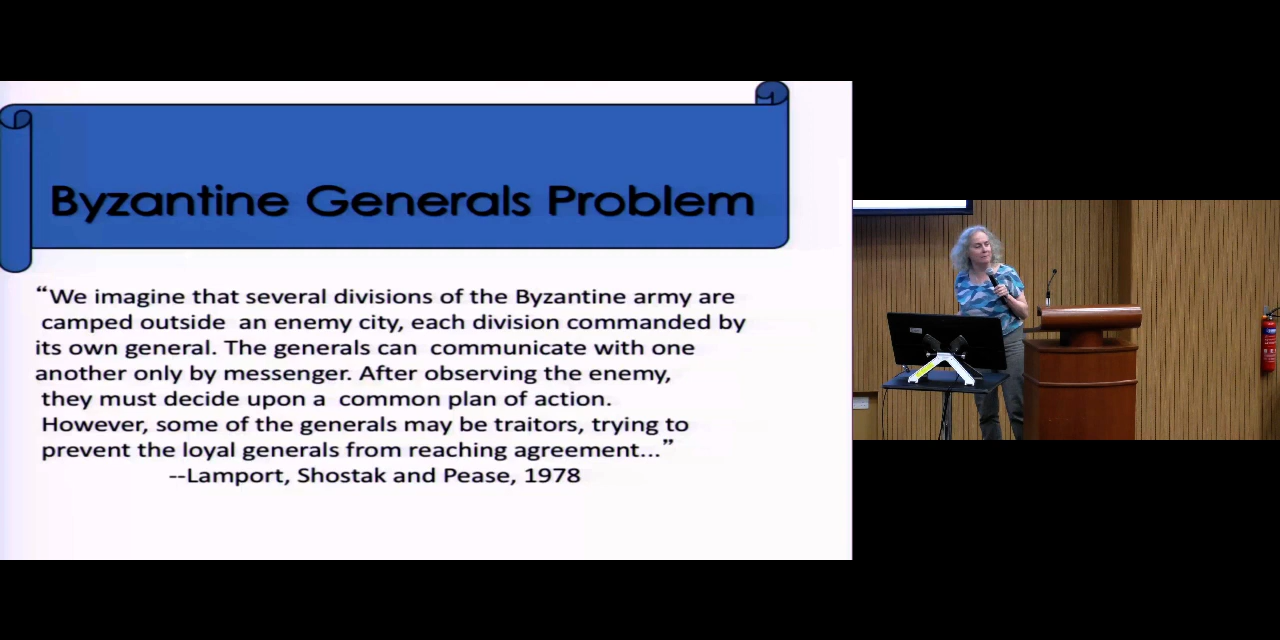 Byzantine Generals Problem
“We imagine that several divisions of the Byzantine army are
camped outside an enemy city, each division commanded by
its own general. The generals can communicate with one
another only by messenger. After observing the enemy,
they must decide upon a common plan of action.
However, some of the generals may be traitors, trying to
prevent the loyal generals from reaching agreement...”
--Lamport, Shostak and Pease, 1978